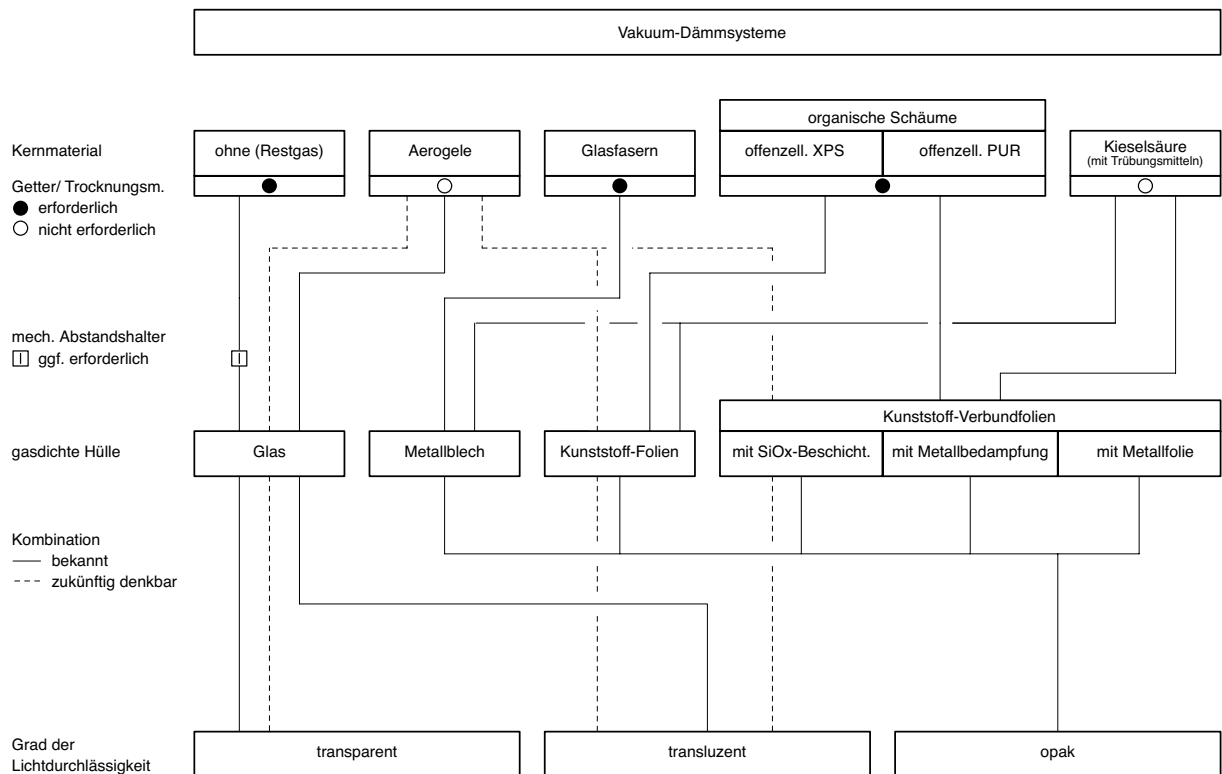 Vakuum-Dämmsysteme
organische Schäume
Kernmaterial
ohne (Restgas)
Aerogele
Glasfasern
offenzell. XPS
offenzell. PUR
Kieselsäure
(mit Trübungsmitteln)
Getter/ Trocknungsm.
erforderlich
nicht erforderlich
mech. Abstandshalter
ggf. erforderlich
Kunststoff-Verbundfolien
gasdichte Hülle
Glas
Metallblech
Kunststoff-Folien
mit SiOx-Beschicht.
mit Metallbedampfung
mit Metallfolie
Kombination
bekannt
zukünftig denkbar
Grad der
Lichtdurchlässigkeit
transparent
transluzent
opak